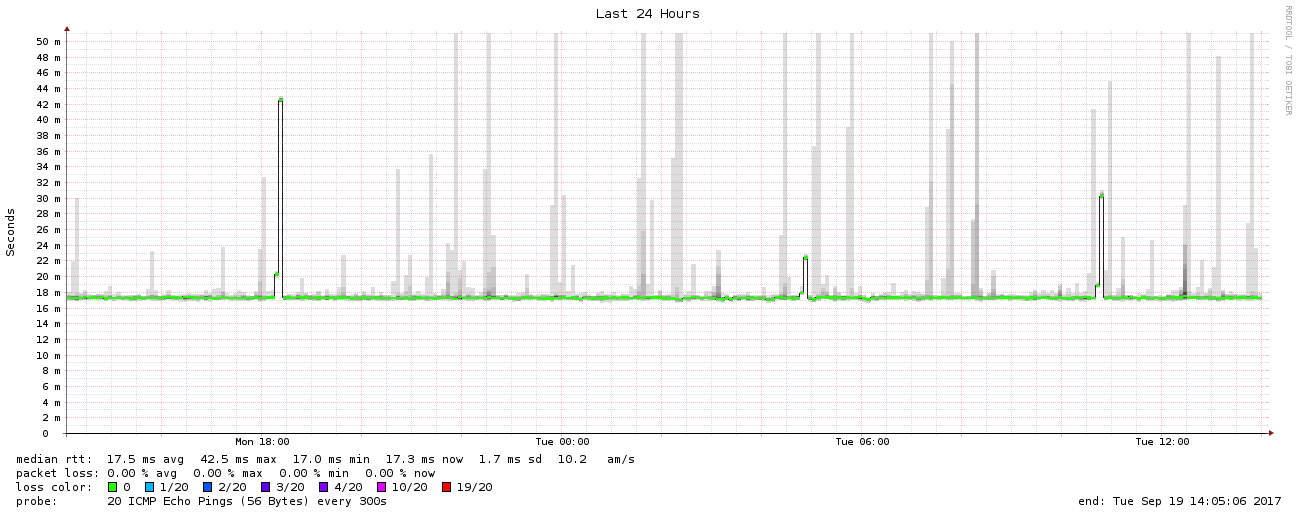 Last 24 Hours
RRDTOOL / TOBI OETIKER
Seconds
50 m
48 m
46 m
44 m
42 m
40 m
38 m
36 m
34 m
32 m
30 m
28 m
26 m
24 m
22 m
20 m
18 m
16 m
14 m
12 m
10 m
8 m
6 m
4 m
2 m
0
Mon 18:00 Tue 00:00 Tue 06:00 Tue 12:00
median rtt: 17.5 ms avg 42.5 ms max 17.0 ms min 17.3 ms now 1.7 ms sd 10.2 am/s
packet loss: 0.00 % avg 0.00 % max 0.00 % min 0.00 % now
loss color: 0 1/20 2/20 3/20 4/20 10/20 19/20
probe: 20 ICMP Echo Pings (56 Bytes) every 300s end: Tue Sep 19 14:05:06 2017